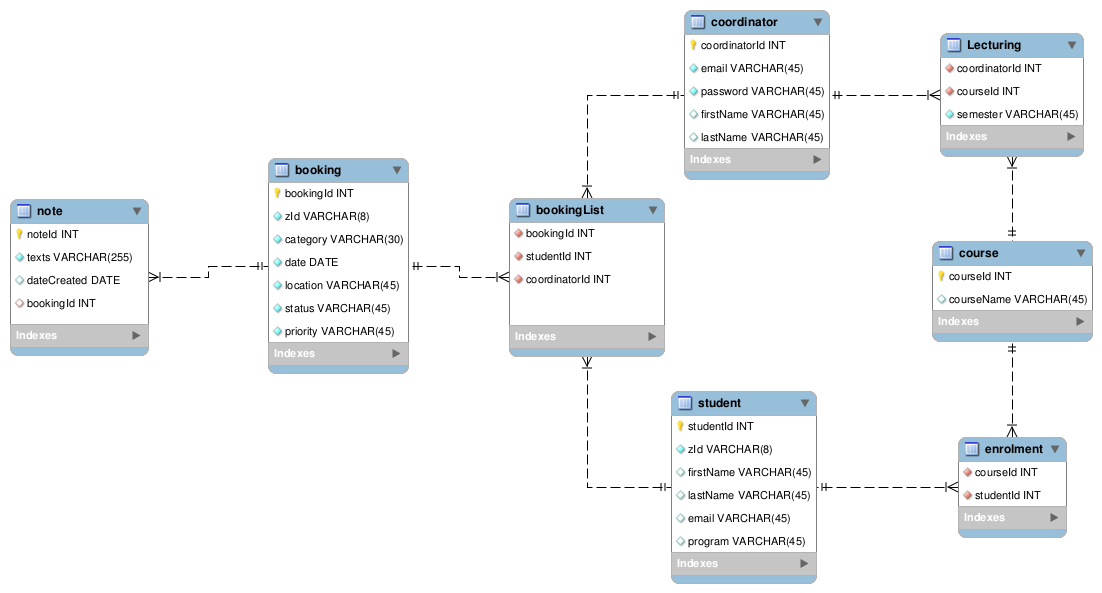 note
noteId INT
texts VARCHAR(255)
dateCreated DATE
bookingId INT
Indexes
booking
bookingId INT
zId VARCHAR(8)
category VARCHAR(30)
date DATE
location VARCHAR(45)
status VARCHAR(45)
priority VARCHAR(45)
Indexes
bookingList
bookingId INT
studentId INT
coordinatorId INT
Indexes
coordinator
coordinatorId INT
email VARCHAR(45)
password VARCHAR(45)
firstName VARCHAR(45)
lastName VARCHAR(45)
Indexes
student
studentId INT
zId VARCHAR(8)
firstName VARCHAR(45)
lastName VARCHAR(45)
email VARCHAR(45)
program VARCHAR(45)
Indexes
Lecturing
coordinatorId INT
courseId INT
semester VARCHAR(45)
Indexes
course
courseId INT
courseName VARCHAR(45)
Indexes
enrolment
courseId INT
studentId INT
Indexes